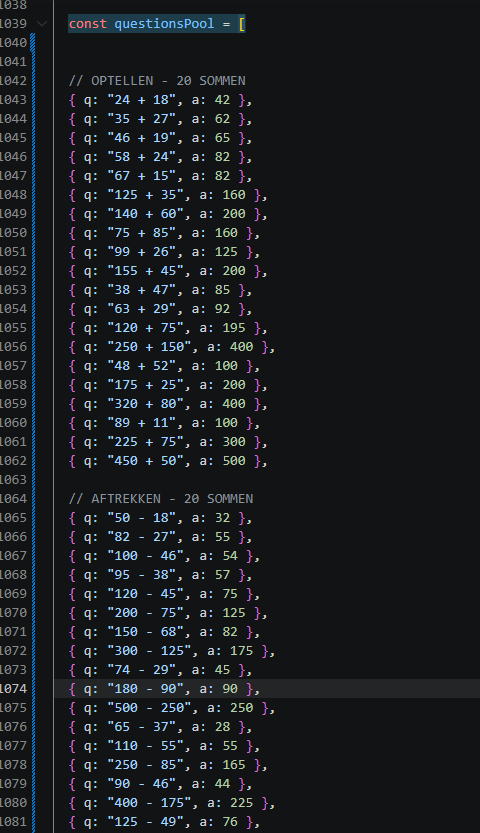 1038
1039 const questionsPool = [
1040
1041
1042 // OPTELLEN - 20 SOMMEN
1043 { q: "24 + 18", a: 42 },
1044 { q: "35 + 27", a: 62 },
1045 { q: "46 + 19", a: 65 },
1046 { q: "58 + 24", a: 82 },
1047 { q: "67 + 15", a: 82 },
1048 { q: "125 + 35", a: 160 },
1049 { q: "140 + 60", a: 200 },
1050 { q: "75 + 85", a: 160 },
1051 { q: "99 + 26", a: 125 },
1052 { q: "155 + 45", a: 200 },
1053 { q: "38 + 47", a: 85 },
1054 { q: "63 + 29", a: 92 },
1055 { q: "120 + 75", a: 195 },
1056 { q: "250 + 150", a: 400 },
1057 { q: "48 + 52", a: 100 },
1058 { q: "175 + 25", a: 200 },
1059 { q: "320 + 80", a: 400 },
1060 { q: "89 + 11", a: 100 },
1061 { q: "225 + 75", a: 300 },
1062 { q: "450 + 50", a: 500 },
1063
1064 // AFTREKKEN - 20 SOMMEN
1065 { q: "50 - 18", a: 32 },
1066 { q: "82 - 27", a: 55 },
1067 { q: "100 - 46", a: 54 },
1068 { q: "95 - 38", a: 57 },
1069 { q: "120 - 45", a: 75 },
1070 { q: "200 - 75", a: 125 },
1071 { q: "150 - 68", a: 82 },
1072 { q: "300 - 125", a: 175 },
1073 { q: "74 - 29", a: 45 },
1074 { q: "180 - 90", a: 90 },
1075 { q: "500 - 250", a: 250 },
1076 { q: "65 - 37", a: 28 },
1077 { q: "110 - 55", a: 55 },
1078 { q: "250 - 85", a: 165 },
1079 { q: "90 - 46", a: 44 },
1080 { q: "400 - 175", a: 225 },
1081 { q: "125 - 49", a: 76 },